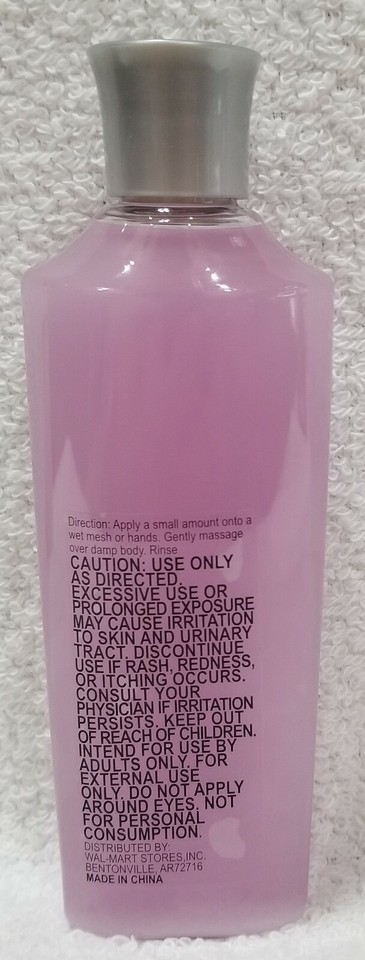 Direction: Apply a small amount onto a
wet mesh or hands. Gently massage
over damp body. Rinse
CAUTION: USE ONLY
AS DIRECTED.
EXCESSIVE USE OR
PROLONGED EXPOSURE
MAY CAUSE IRRITATION
TO SKIN AND URINARY
TRACT. DISCONTINUE
USE IF RASH, REDNESS,
OR ITCHING OCCURS.
CONSULT YOUR
PHYSICIAN IF IRRITATION
PERSISTS. KEEP OUT
OF REACH OF CHILDREN.
INTEND FOR USE BY
ADULTS ONLY. FOR
EXTERNAL USE
ONLY. DO NOT APPLY
AROUND EYES. NOT
FOR PERSONAL
CONSUMPTION.
DISTRIBUTED BY:
WAL-MART STORES,INC.
BENTONVILLE, AR72716
MADE IN CHINA